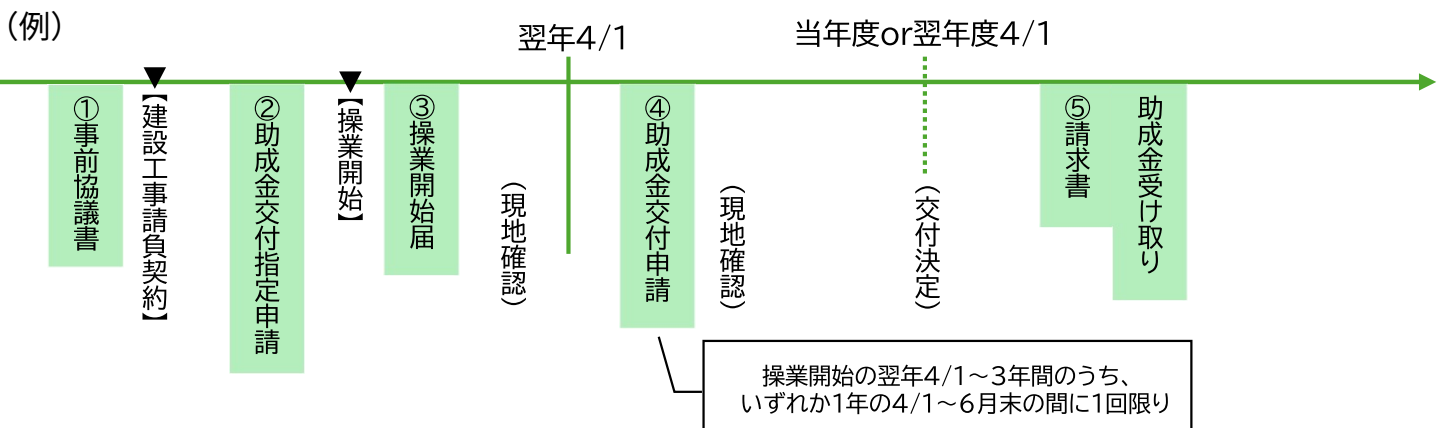 （例）
翌年4/1
当年度or翌年度4/1
①事前協議書
▼
【建設工事請負契約】
②助成金交付指定申請
▼
【操業開始】
③操業開始届
（現地確認）
④助成金交付申請
（現地確認）
（交付決定）
⑤請求書
助成金受け取り
操業開始の翌年4/1～3年間のうち、
いずれか1年の4/1～6月末の間に1回限り